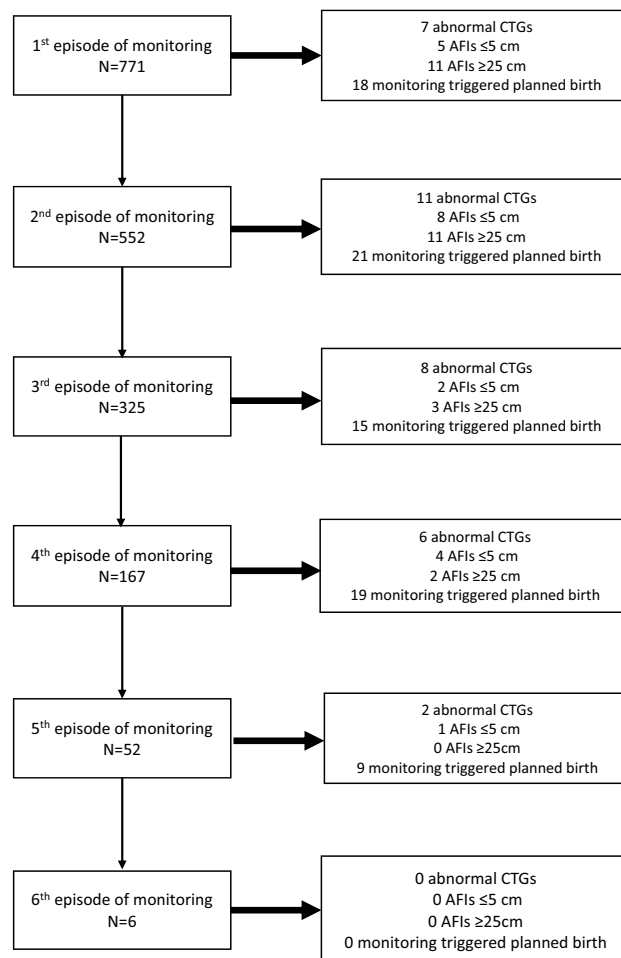 1st episode of monitoring
N=771
7 abnormal CTGs
5 AFIs ≤5 cm
11 AFIs ≥25 cm
18 monitoring triggered planned birth
2nd episode of monitoring
N=552
11 abnormal CTGs
8 AFIs ≤5 cm
11 AFIs ≥25 cm
21 monitoring triggered planned birth
3rd episode of monitoring
N=325
8 abnormal CTGs
2 AFIs ≤5 cm
3 AFIs ≥25 cm
15 monitoring triggered planned birth
4th episode of monitoring
N=167
6 abnormal CTGs
4 AFIs ≤5 cm
2 AFIs ≥25 cm
19 monitoring triggered planned birth
5th episode of monitoring
N=52
2 abnormal CTGs
1 AFIs ≤5 cm
0 AFIs ≥25cm
9 monitoring triggered planned birth
6th episode of monitoring
N=6
0 abnormal CTGs
0 AFIs ≤5 cm
0 AFIs ≥25cm
0 monitoring triggered planned birth